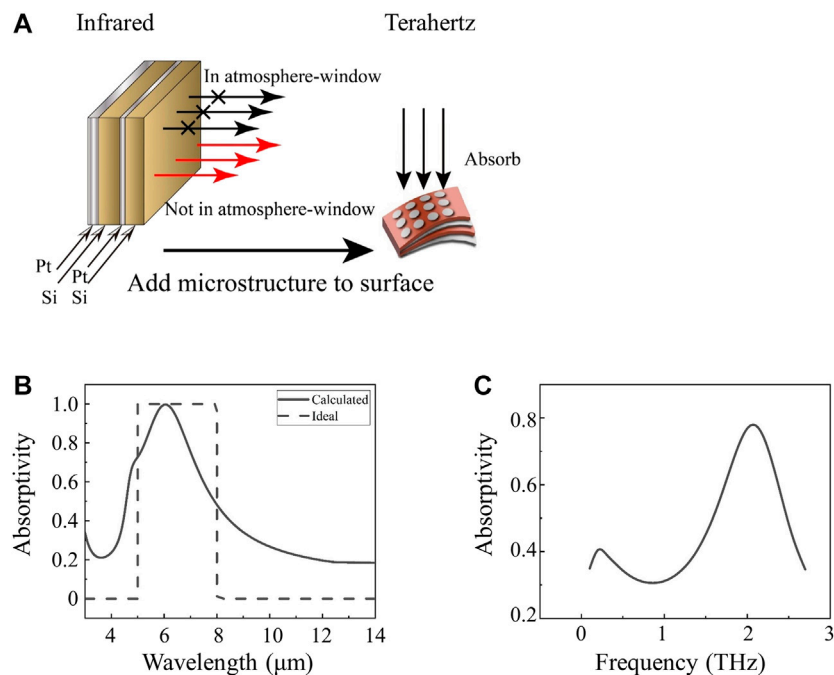 A
Infrared
Terahertz
In atmosphere-window
Absorb
Not in atmosphere-window
Pt
Pt
Si
Si
Add microstructure to surface
B
Calculated
Ideal
1.0
0.8
0.6
0.4
0.2
0
Absorptivity
4
6
8
10
12
14
Wavelength (μm)
C
0.8
0.6
0.4
0.2
Absorptivity
0
1
2
3
Frequency (THz)